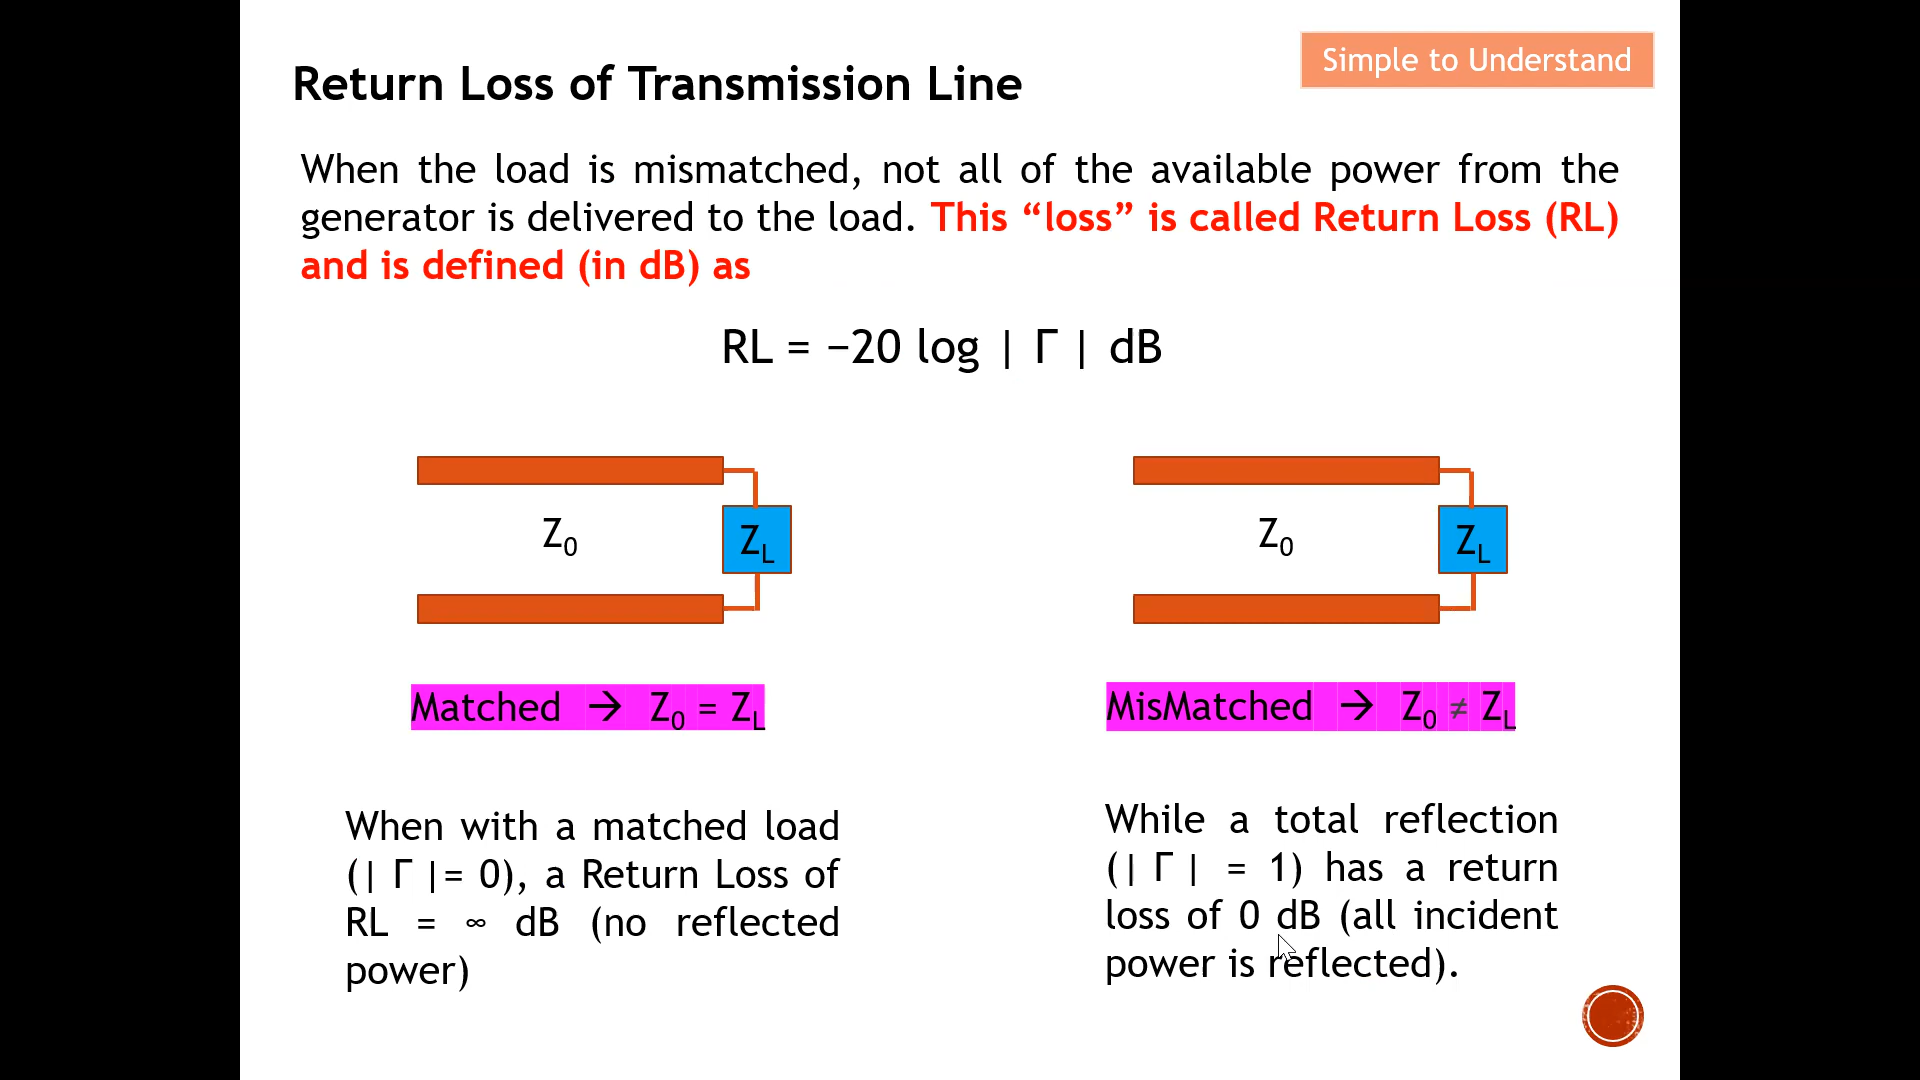 Simple to Understand
Return Loss of Transmission Line
When the load is mismatched, not all of the available power from the
generator is delivered to the load. This “loss” is called Return Loss (RL)
and is defined (in dB) as
RL = −20 log | Γ | dB
Z₀
Z_L
Z₀
Z_L
Matched → Z₀ = Z_L
MisMatched → Z₀ ≠ Z_L
When with a matched load
(| Γ |= 0), a Return Loss of
RL = ∞ dB (no reflected
power)
While a total reflection
(| Γ | = 1) has a return
loss of 0 dB (all incident
power is reflected).